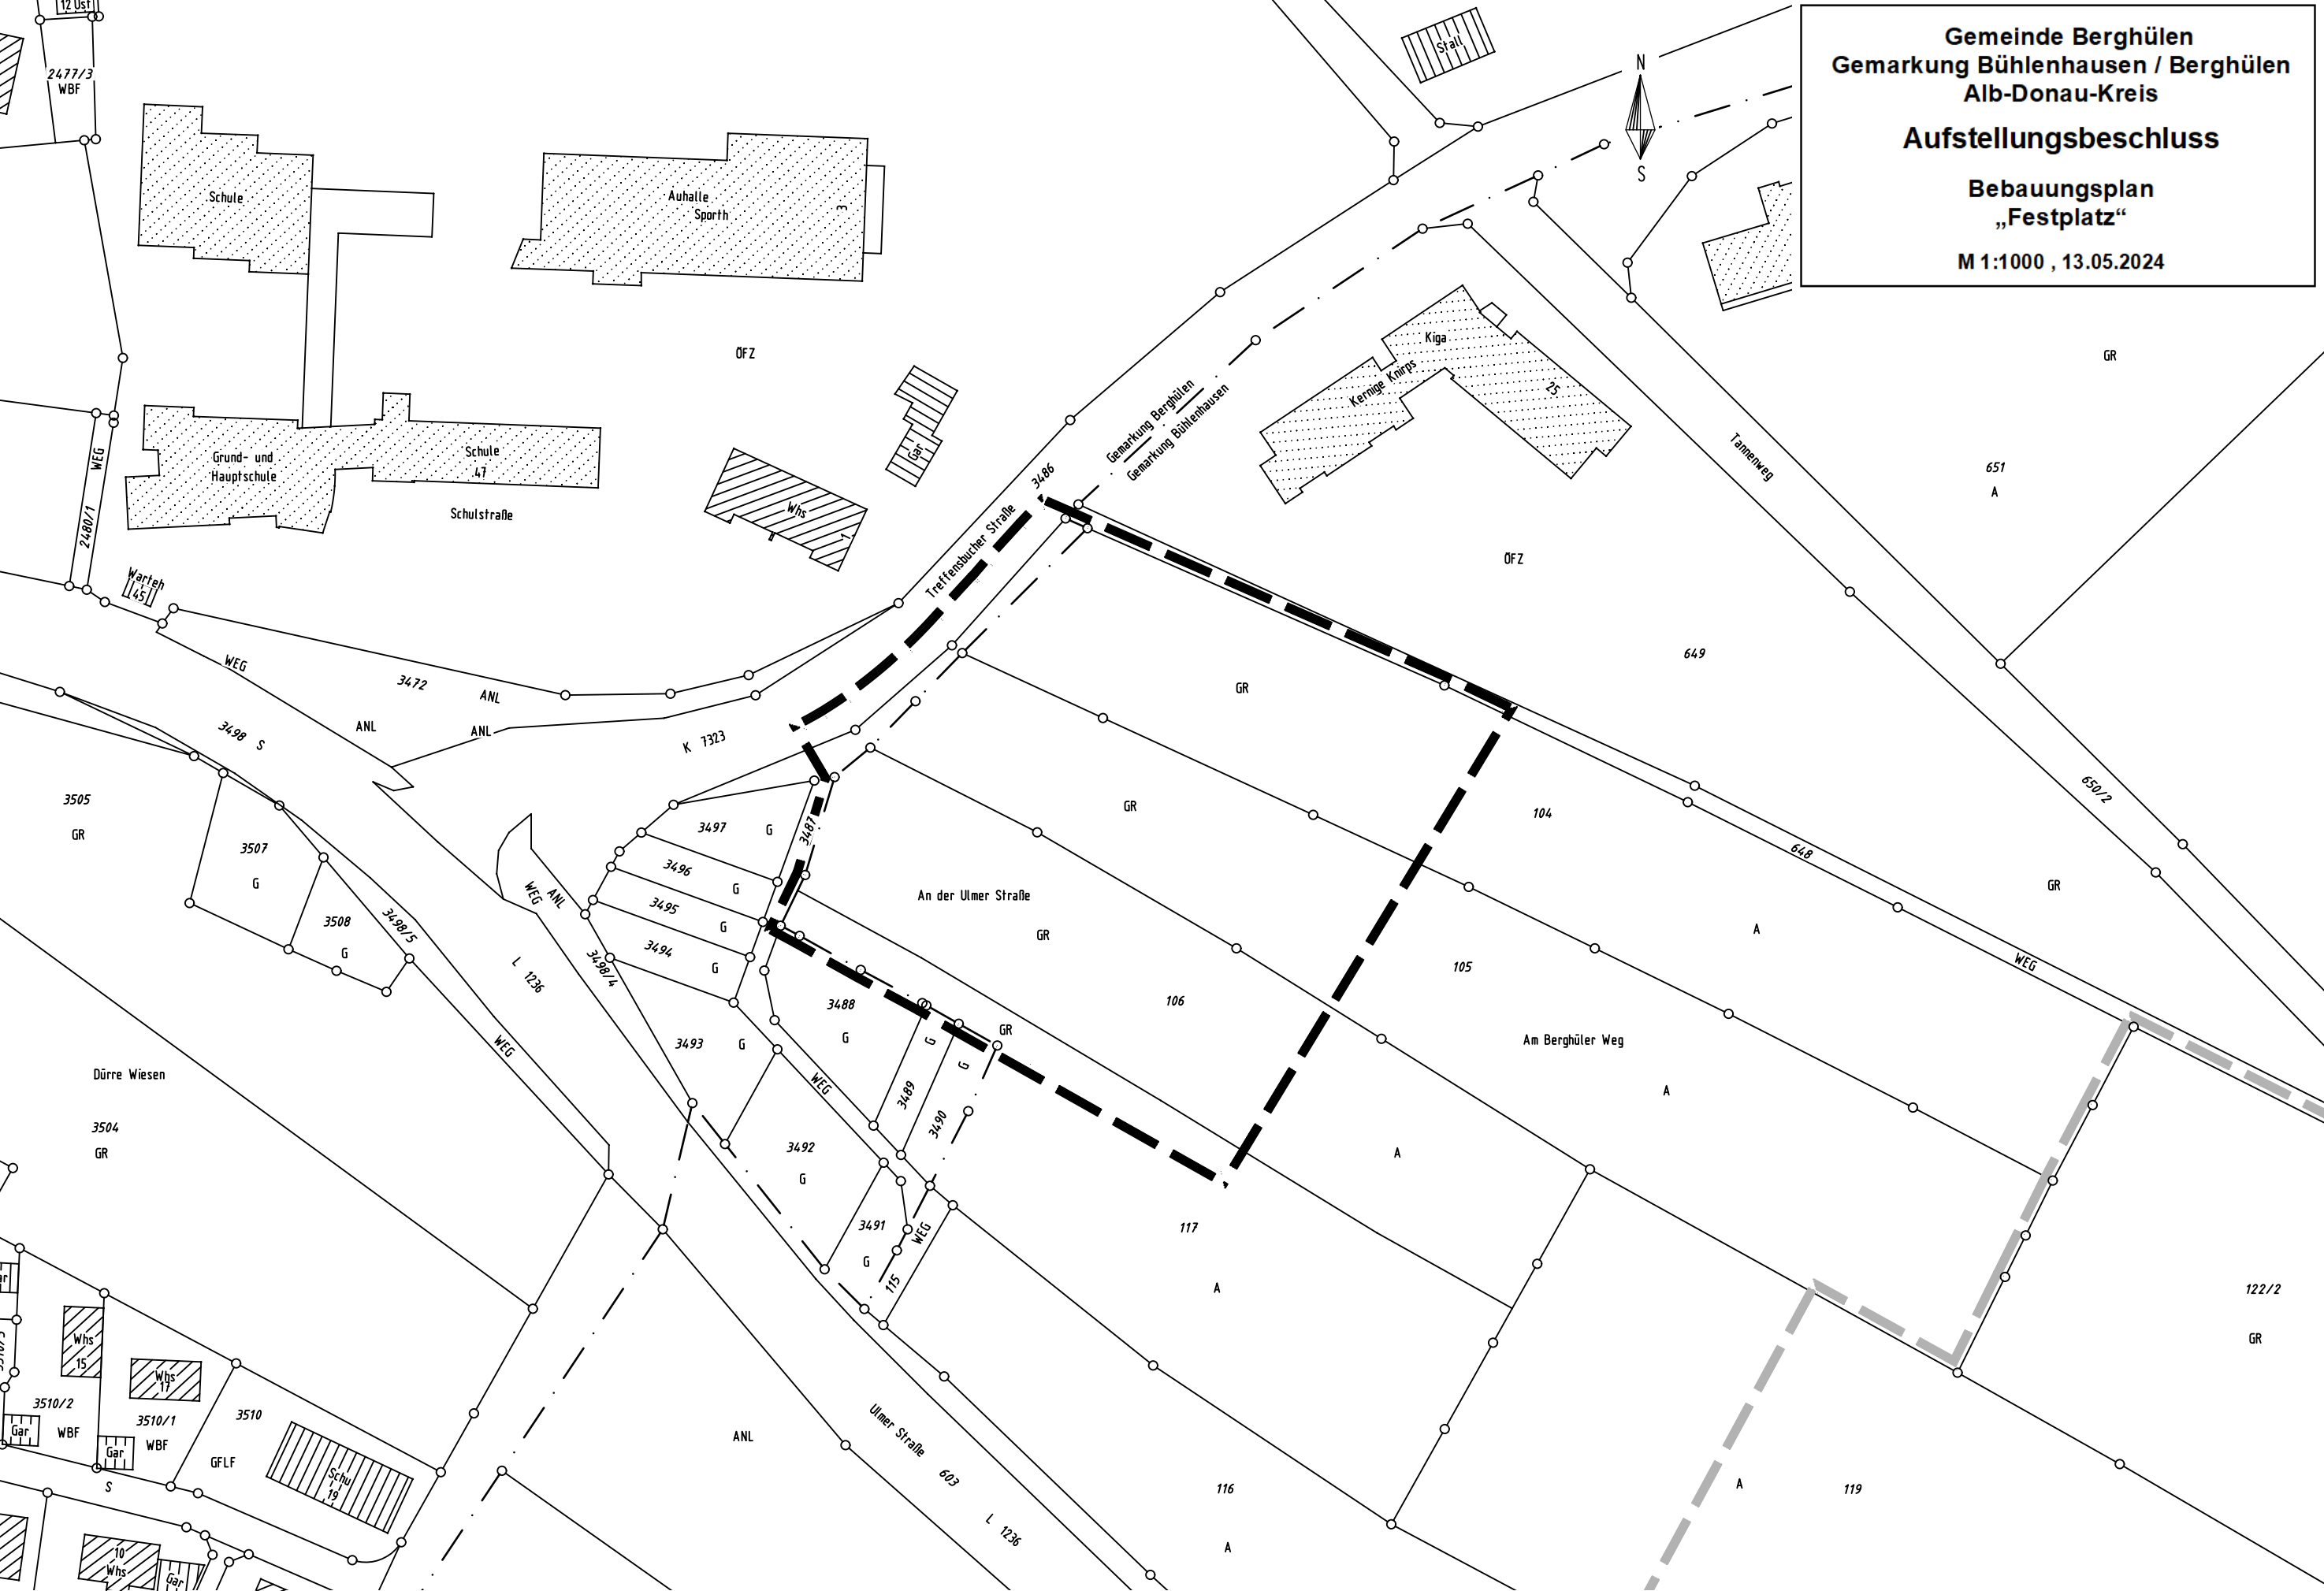 Gemeinde Berghülen
Gemarkung Bühlenhausen / Berghülen
Alb-Donau-Kreis
Aufstellungsbeschluss
Bebauungsplan
„Festplatz“
M 1:1000 , 13.05.2024
N
S
12 Ust
2477/3
WBF
Schule
Auhalle
Sporth
3
Stall
ÖFZ
Kiga
Kernige Knirps
25
Gemarkung Berghülen
Gemarkung Bühlenhausen
Tannenweg
GR
651
A
WEG
2480/1
Grund- und
Hauptschule
Schule
47
Schulstraße
Gar
Whs
1
3486
Treffensbucher Straße
ÖFZ
649
Warteh
45
WEG
3472
ANL
ANL
ANL
3498 S
K 7323
GR
650/2
3505
GR
3507
G
3508
G
3498/5
3497 G
3487
3496 G
3495 G
3494 G
3498/4
WEG
ANL
L 1236
GR
An der Ulmer Straße
GR
106
104
648
GR
A
WEG
105
Am Berghüler Weg
A
A
3488
G
G
G
GR
3489
3490
3493 G
WEG
3492
G
3491
G
WEG
115
WEG
Dürre Wiesen
3504
GR
117
A
122/2
GR
Whs
15
Whs
17
3510/2
WBF
Gar
3510/1
WBF
Gar
3510
GFLF
Schu
19
S
10
Whs
Gar
ANL
Ulmer Straße
603
L 1236
116
A
A
119